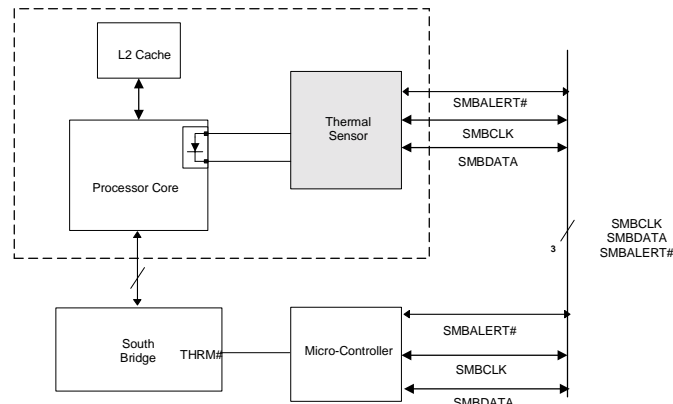 L2 Cache
Thermal
Sensor
SMBALERT#
SMBCLK
SMBDATA
Processor Core
3
SMBCLK
SMBDATA
SMBALERT#
South
Bridge
THRM#
Micro-Controller
SMBALERT#
SMBCLK
SMBDATA